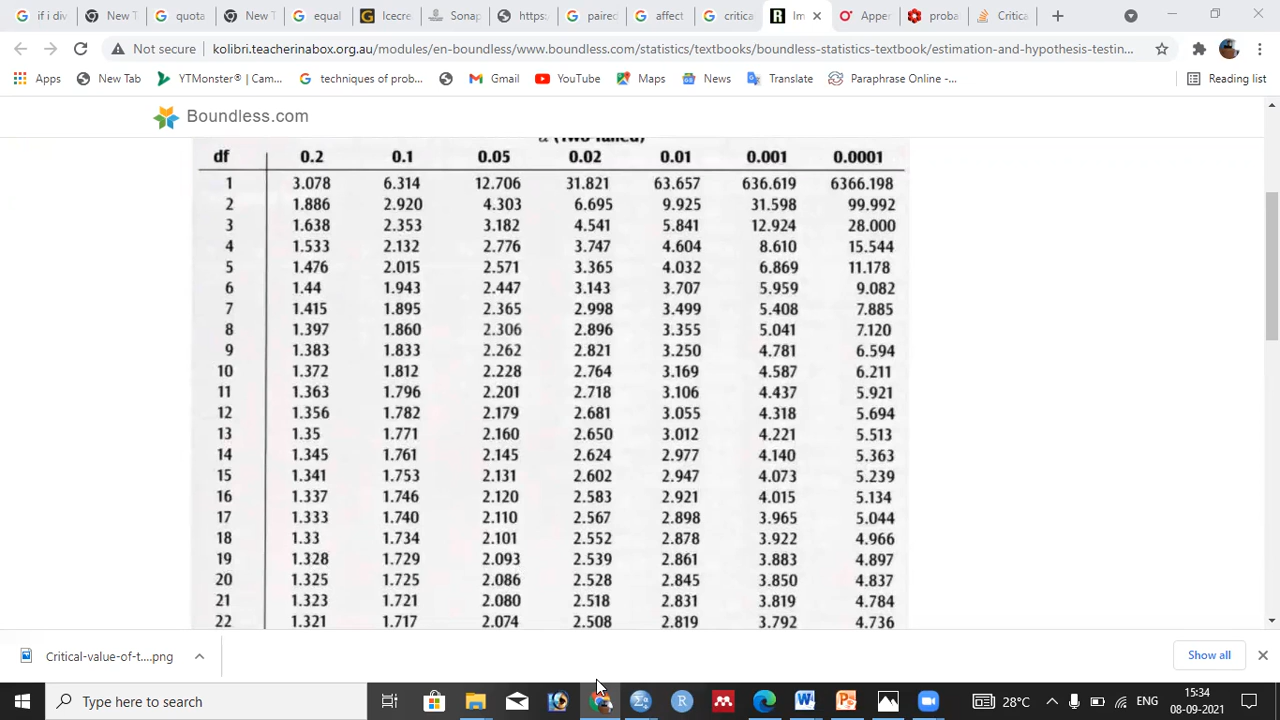 if i di
New T
quota
New T
equal
Icecre
Sonap
https:
paired
affect
critica
Im
Apper
proba
Critica
Not secure
kolibri.teacherinabox.org.au/modules/en-boundless/www.boundless.com/statistics/textbooks/boundless-statistics-textbook/estimation-and-hypothesis-testin...
Apps
New Tab
YTMonster® | Cam...
techniques of prob...
Gmail
YouTube
Maps
News
Translate
Paraphrase Online -...
Reading list
Boundless.com
α (Two-Tailed)
df 0.2 0.1 0.05 0.02 0.01 0.001 0.0001
1 3.078 6.314 12.706 31.821 63.657 636.619 6366.198
2 1.886 2.920 4.303 6.695 9.925 31.598 99.992
3 1.638 2.353 3.182 4.541 5.841 12.924 28.000
4 1.533 2.132 2.776 3.747 4.604 8.610 15.544
5 1.476 2.015 2.571 3.365 4.032 6.869 11.178
6 1.44 1.943 2.447 3.143 3.707 5.959 9.082
7 1.415 1.895 2.365 2.998 3.499 5.408 7.885
8 1.397 1.860 2.306 2.896 3.355 5.041 7.120
9 1.383 1.833 2.262 2.821 3.250 4.781 6.594
10 1.372 1.812 2.228 2.764 3.169 4.587 6.211
11 1.363 1.796 2.201 2.718 3.106 4.437 5.921
12 1.356 1.782 2.179 2.681 3.055 4.318 5.694
13 1.35 1.771 2.160 2.650 3.012 4.221 5.513
14 1.345 1.761 2.145 2.624 2.977 4.140 5.363
15 1.341 1.753 2.131 2.602 2.947 4.073 5.239
16 1.337 1.746 2.120 2.583 2.921 4.015 5.134
17 1.333 1.740 2.110 2.567 2.898 3.965 5.044
18 1.33 1.734 2.101 2.552 2.878 3.922 4.966
19 1.328 1.729 2.093 2.539 2.861 3.883 4.897
20 1.325 1.725 2.086 2.528 2.845 3.850 4.837
21 1.323 1.721 2.080 2.518 2.831 3.819 4.784
22 1.321 1.717 2.074 2.508 2.819 3.792 4.736
Critical-value-of-t....png
Show all
Type here to search
28°C
ENG
15:34
08-09-2021